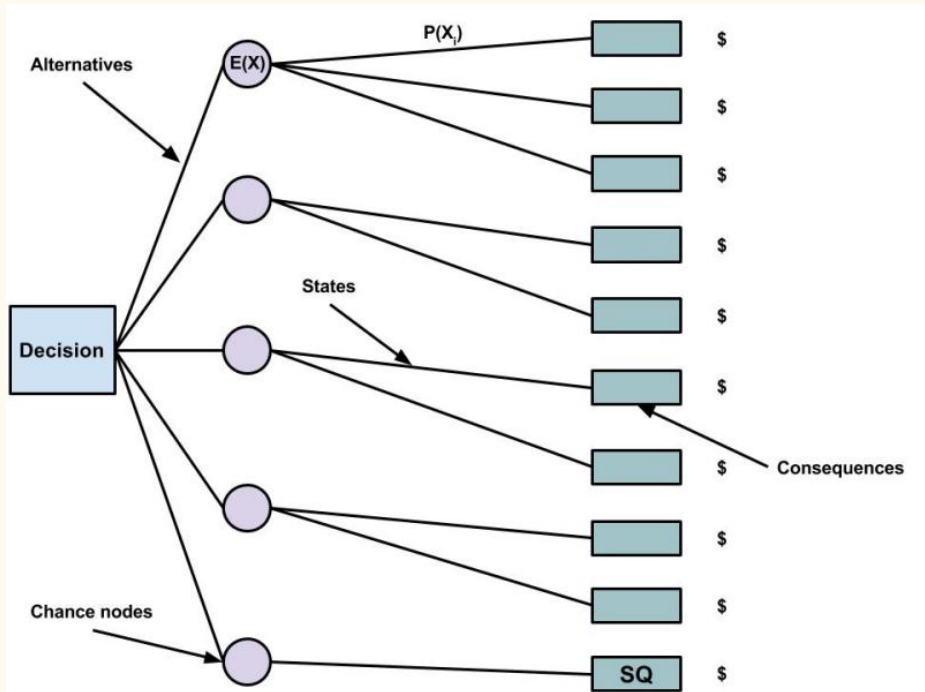 P(Xi)
$
Alternatives
E(X)
$
$
$
States
$
Decision
$
Consequences
$
$
Chance nodes
$
SQ
$